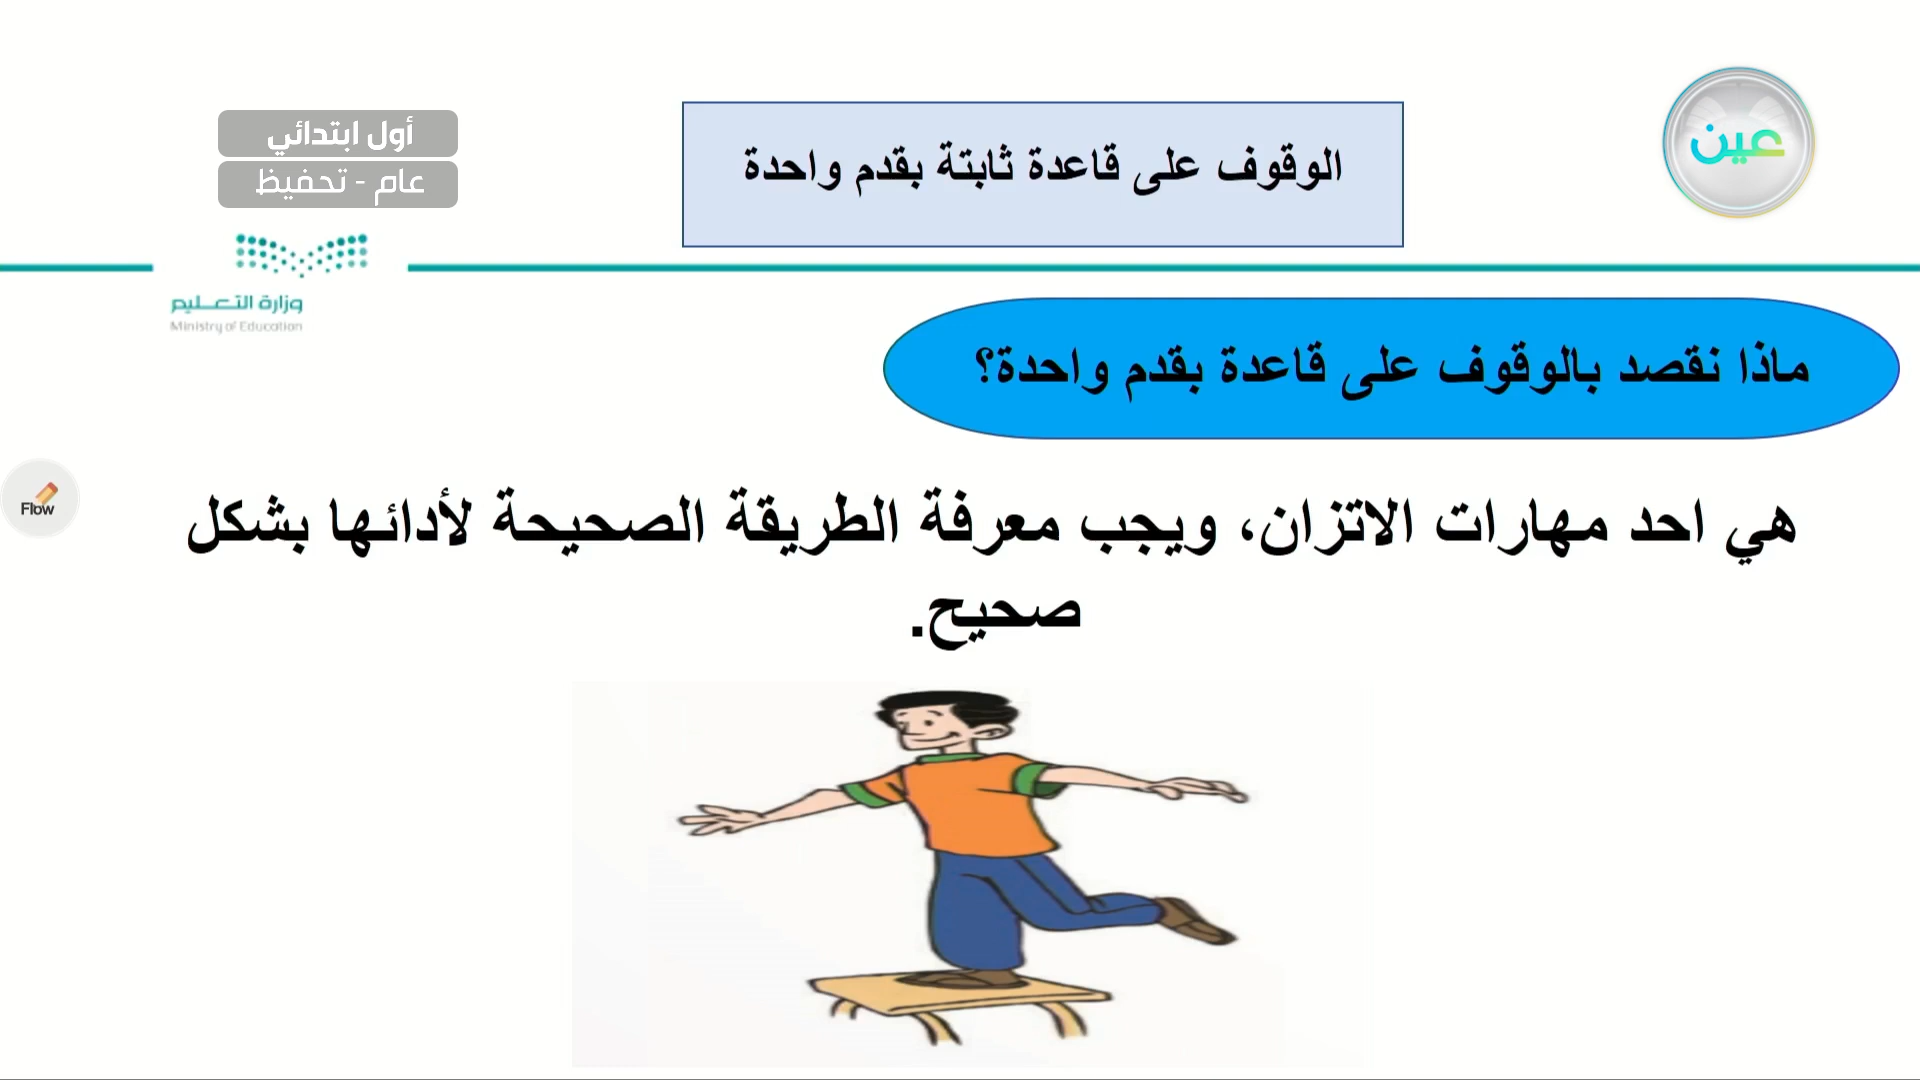 عين
الوقوف على قاعدة ثابتة بقدم واحدة
أول ابتدائي
عام - تحفيظ
وزارة التعليم
Ministry of Education
ماذا نقصد بالوقوف على قاعدة بقدم واحدة؟
هي احد مهارات الاتزان، ويجب معرفة الطريقة الصحيحة لأدائها بشكل
صحيح.
Flow